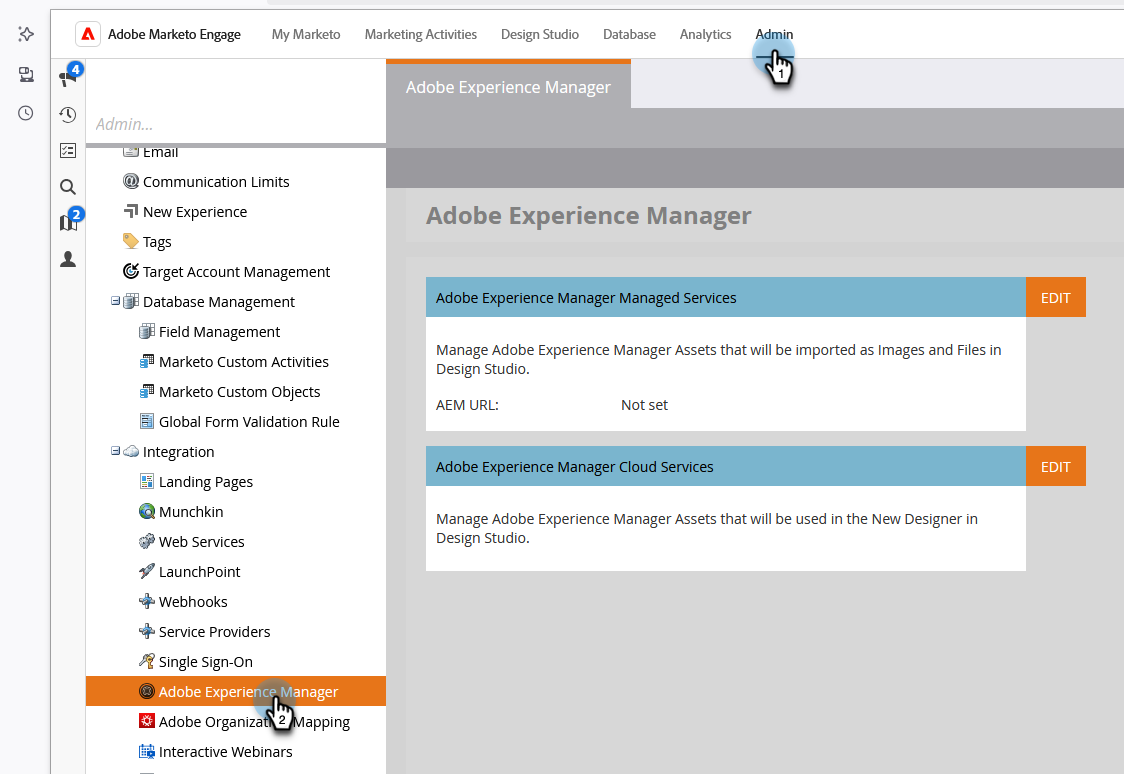 Adobe Marketo Engage My Marketo Marketing Activities Design Studio Database Analytics Admin
1
4
2
Admin...
Email
Communication Limits
New Experience
Tags
Target Account Management
Database Management
Field Management
Marketo Custom Activities
Marketo Custom Objects
Global Form Validation Rule
Integration
Landing Pages
Munchkin
Web Services
LaunchPoint
Webhooks
Service Providers
Single Sign-On
Adobe Experience Manager
2
Adobe Organization Mapping
Interactive Webinars
Adobe Experience Manager
Adobe Experience Manager
Adobe Experience Manager Managed Services EDIT
Manage Adobe Experience Manager Assets that will be imported as Images and Files in
Design Studio.
AEM URL: Not set
Adobe Experience Manager Cloud Services EDIT
Manage Adobe Experience Manager Assets that will be used in the New Designer in
Design Studio.